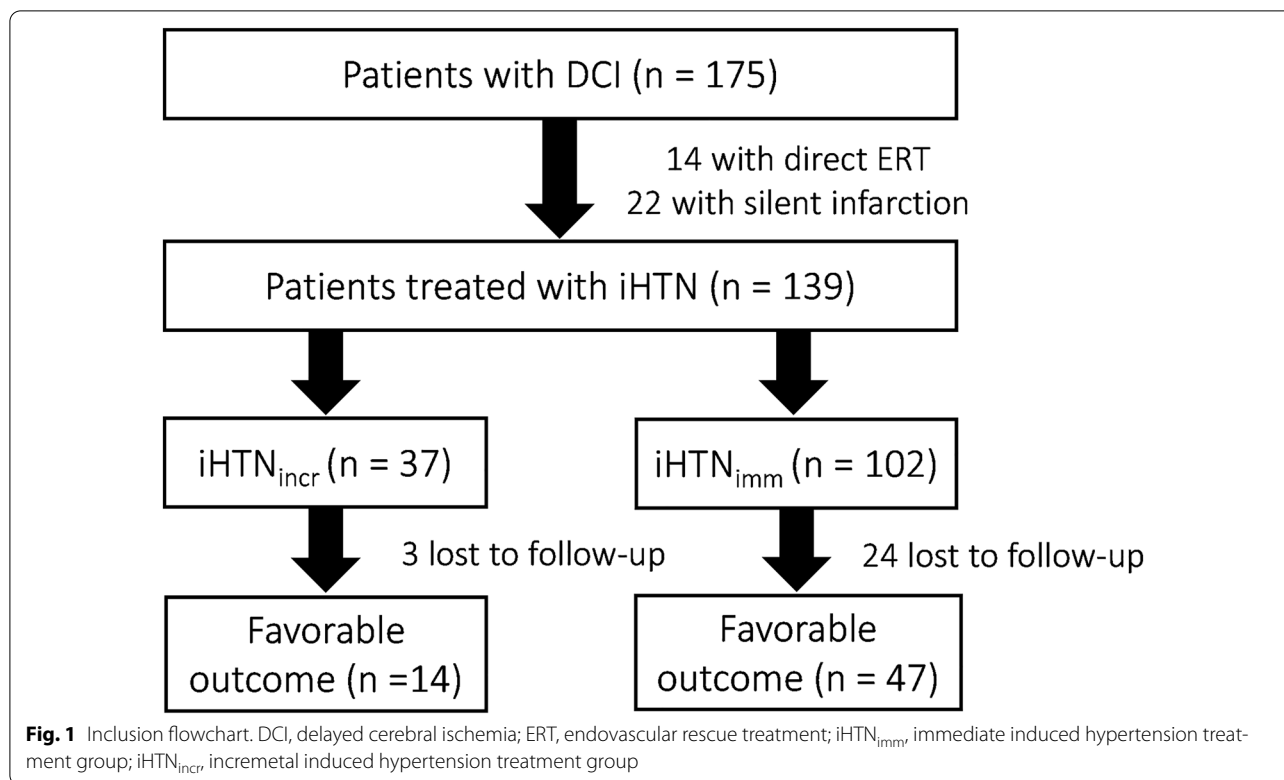 Patients with DCI (n = 175)
14 with direct ERT
22 with silent infarction
Patients treated with iHTN (n = 139)
iHTNincr (n = 37)
iHTNimm (n = 102)
3 lost to follow-up
24 lost to follow-up
Favorable
outcome (n =14)
Favorable
outcome (n = 47)
Fig. 1 Inclusion flowchart. DCI, delayed cerebral ischemia; ERT, endovascular rescue treatment; iHTNimm, immediate induced hypertension treat-
ment group; iHTNincr, incremetal induced hypertension treatment group